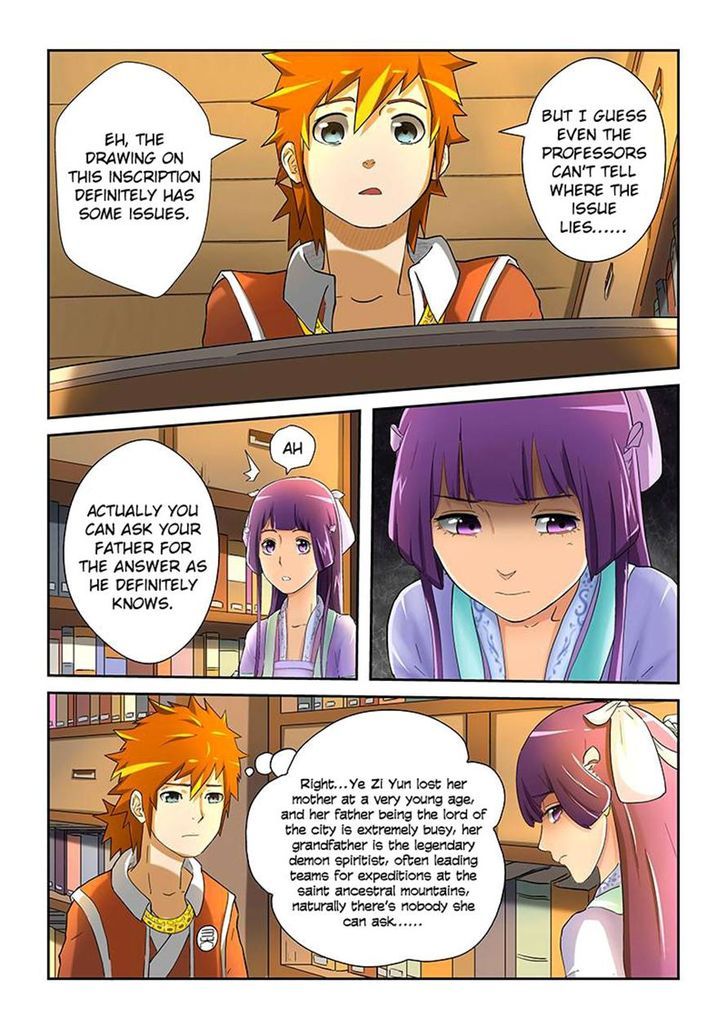 EH, THE
DRAWING ON
THIS INSCRIPTION
DEFINITELY HAS
SOME ISSUES.
BUT I GUESS
EVEN THE
PROFESSORS
CAN'T TELL
WHERE THE
ISSUE
LIES......
AH
ACTUALLY YOU
CAN ASK YOUR
FATHER FOR
THE ANSWER AS
HE DEFINITELY
KNOWS.
Right...Ye Zi Yun lost her
mother at a very young age,
and her father being the lord of
the city is extremely busy, her
grandfather is the legendary
demon spiritist, often leading
teams for expeditions at the
saint ancestral mountains,
naturally there's nobody she
can ask......